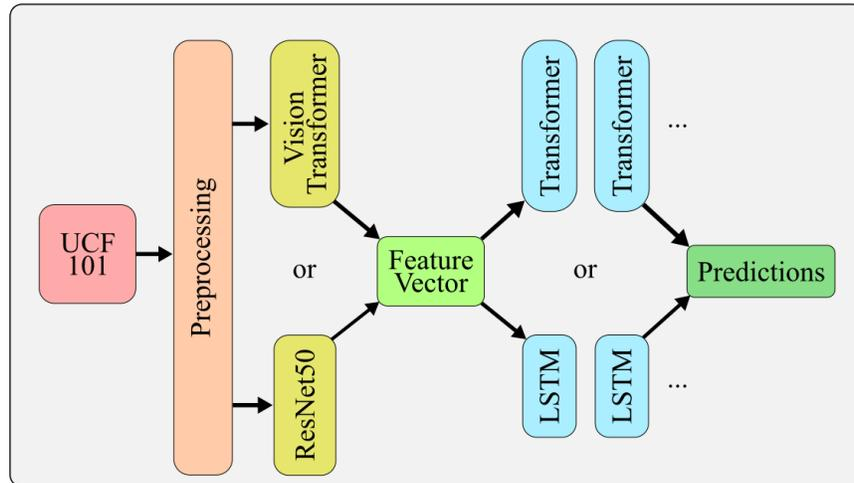 UCF
101
Preprocessing
Vision
Transformer
or
ResNet50
Feature
Vector
Transformer
Transformer
...
or
LSTM
LSTM
...
Predictions